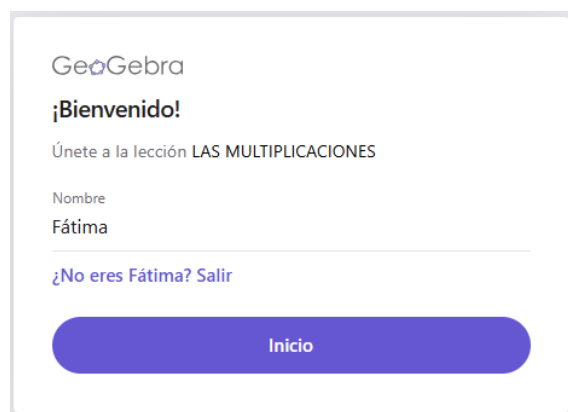 GeoGebra
¡Bienvenido!
Únete a la lección LAS MULTIPLICACIONES
Nombre
Fátima
¿No eres Fátima? Salir
Inicio